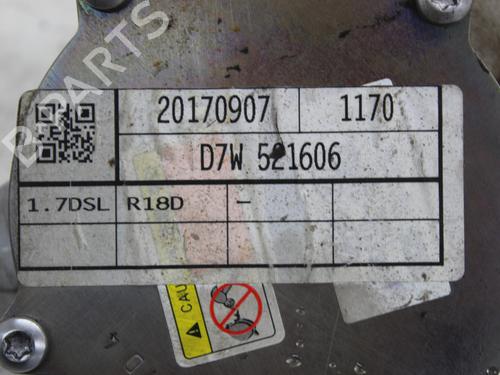 B-PARTS
20170907 1170
D7W 521606
1.7DSL R18D -
CAU